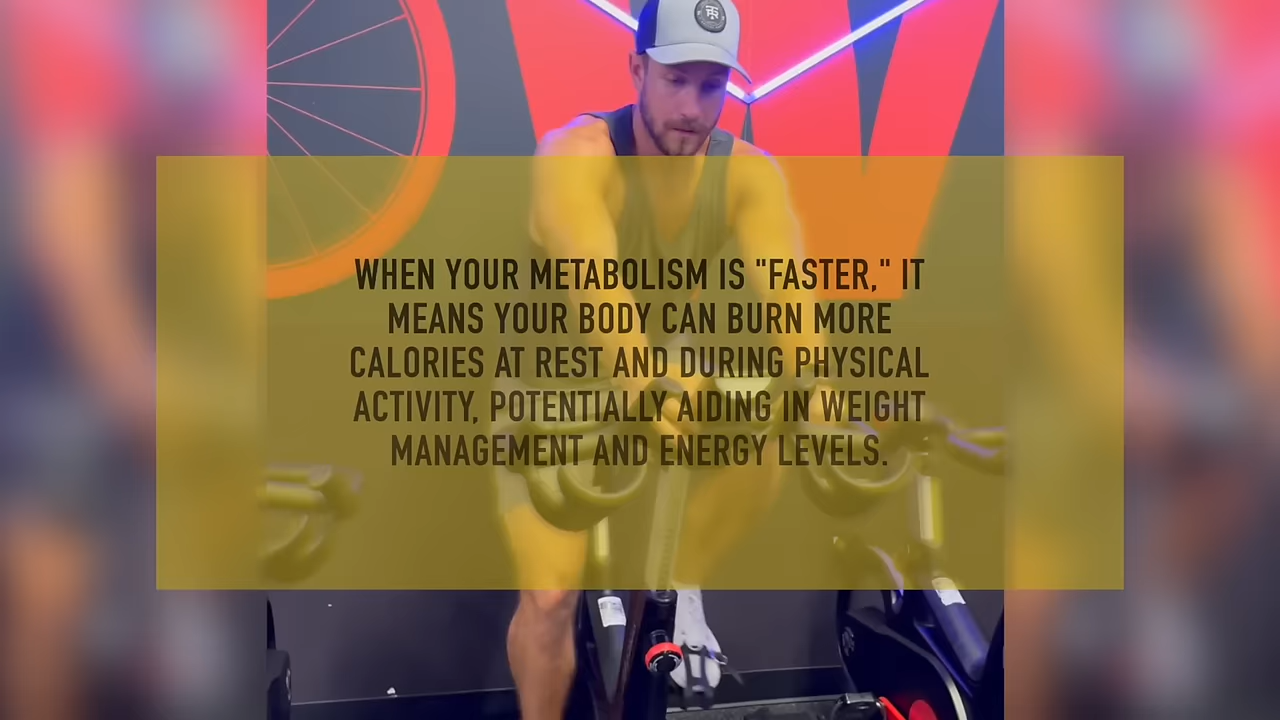 WHEN YOUR METABOLISM IS "FASTER," IT
MEANS YOUR BODY CAN BURN MORE
CALORIES AT REST AND DURING PHYSICAL
ACTIVITY, POTENTIALLY AIDING IN WEIGHT
MANAGEMENT AND ENERGY LEVELS.